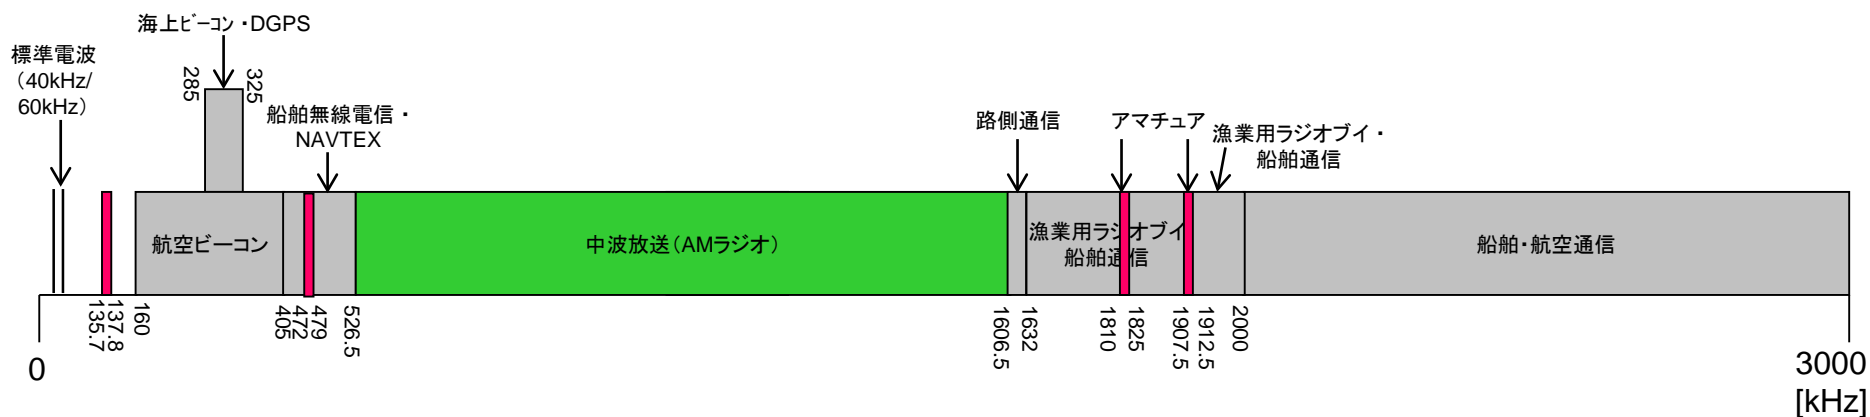 海上ビーコン・DGPS
標準電波
（40kHz/
60kHz）
285
325
船舶無線電信・
NAVTEX
路側通信
アマチュア
漁業用ラジオブイ・
船舶通信
航空ビーコン
中波放送（AMラジオ）
漁業用ラジオブイ
船舶通信
船舶・航空通信
135.7
137.8
160
405
472
479
526.5
1606.5
1632
1810
1825
1907.5
1912.5
2000
0
3000
[kHz]